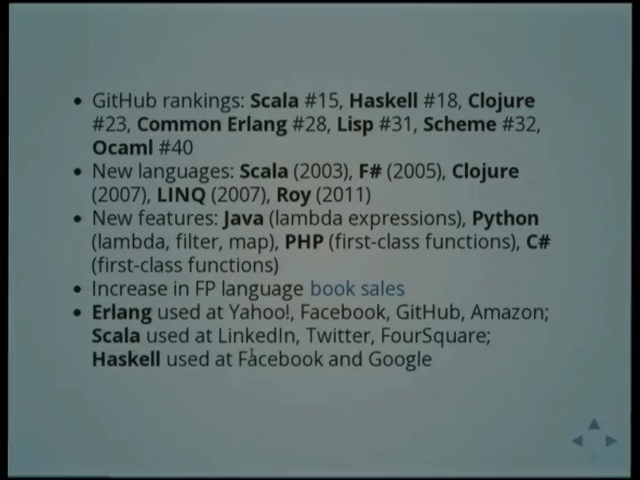 • GitHub rankings: Scala #15, Haskell #18, Clojure
#23, Common Erlang #28, Lisp #31, Scheme #32,
Ocaml #40
• New languages: Scala (2003), F# (2005), Clojure
(2007), LINQ (2007), Roy (2011)
• New features: Java (lambda expressions), Python
(lambda, filter, map), PHP (first-class functions), C#
(first-class functions)
• Increase in FP language book sales
• Erlang used at Yahoo!, Facebook, GitHub, Amazon;
Scala used at LinkedIn, Twitter, FourSquare;
Haskell used at Facebook and Google